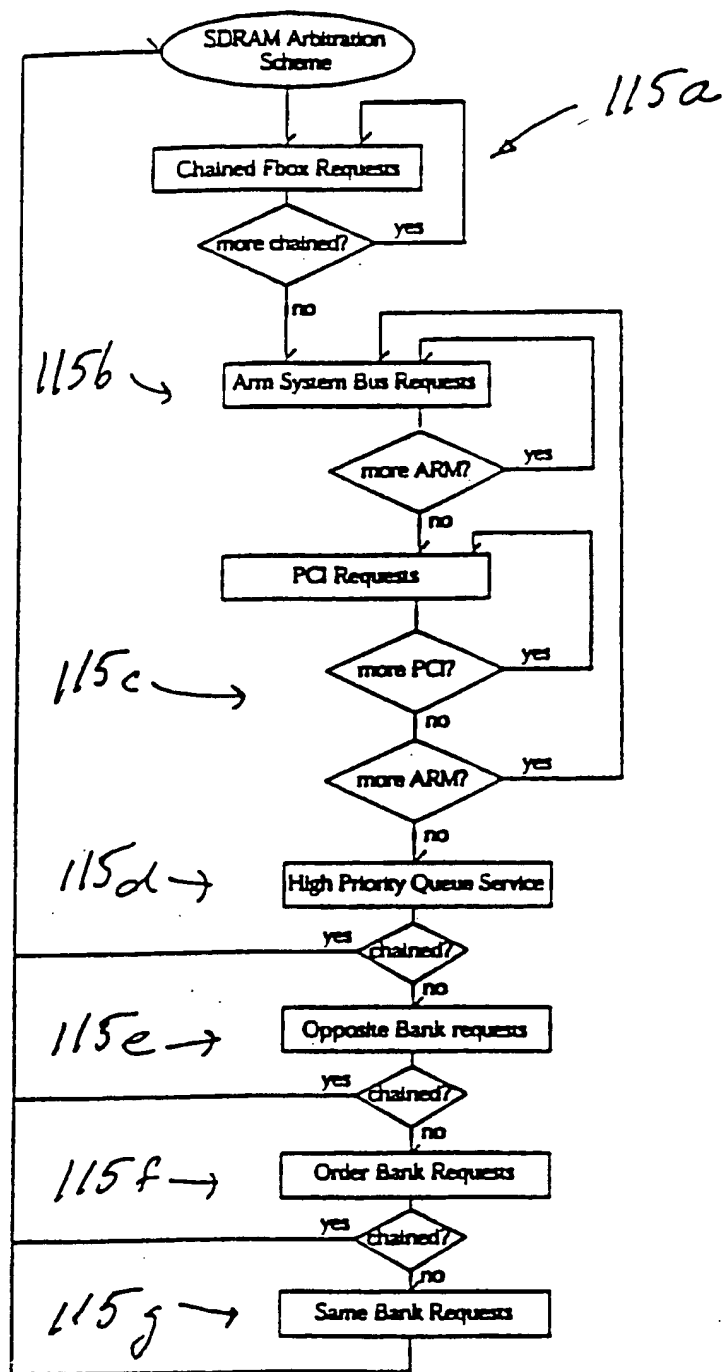 SDRAM Arbitration
Scheme
115a
Chained Fbox Requests
more chained?
yes
no
115b
Arm System Bus Requests
more ARM?
yes
no
PCI Requests
115c
more PCI?
yes
no
more ARM?
yes
no
115d
High Priority Queue Service
yes
chained?
no
115e
Opposite Bank requests
yes
chained?
no
115f
Order Bank Requests
yes
chained?
no
115g
Same Bank Requests